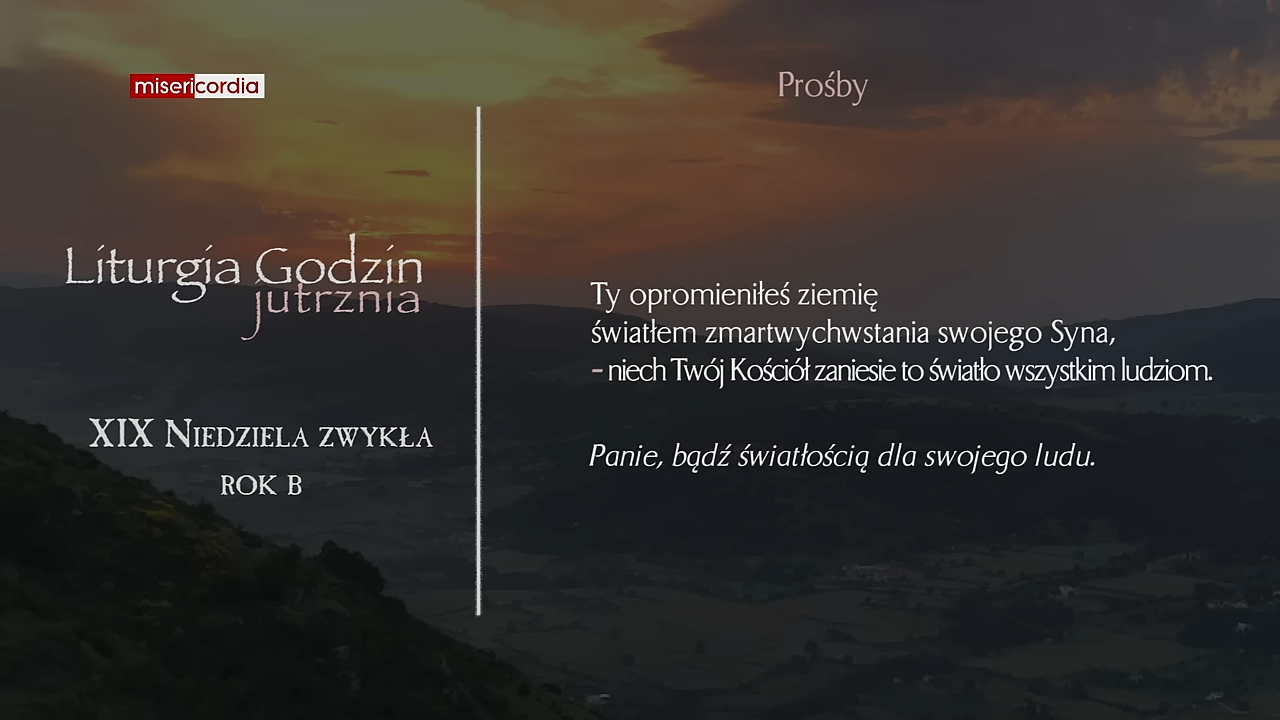 misericordia
Liturgia Godzin
jutrznia
XIX Niedziela zwykła
rok B
Prośby
Ty opromieniłeś ziemię
światłem zmartwychwstania swojego Syna,
- niech Twój Kościół zaniesie to światło wszystkim ludziom.
Panie, bądź światłością dla swojego ludu.